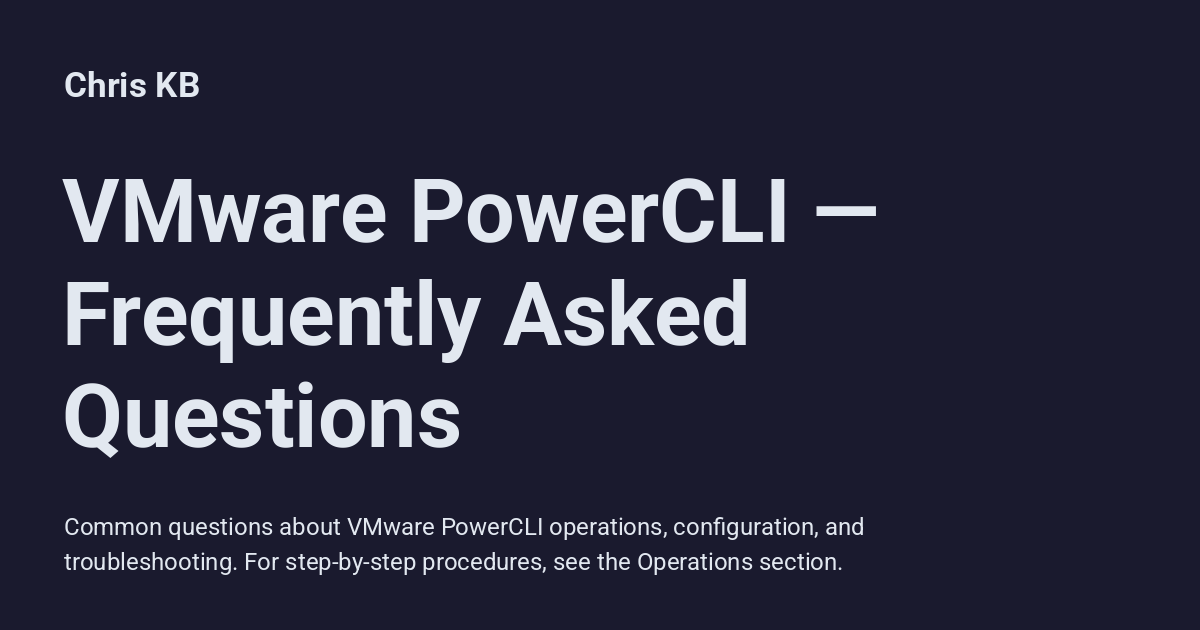 Chris KB
VMware PowerCLI —
Frequently Asked
Questions
Common questions about VMware PowerCLI operations, configuration, and
troubleshooting. For step-by-step procedures, see the Operations section.